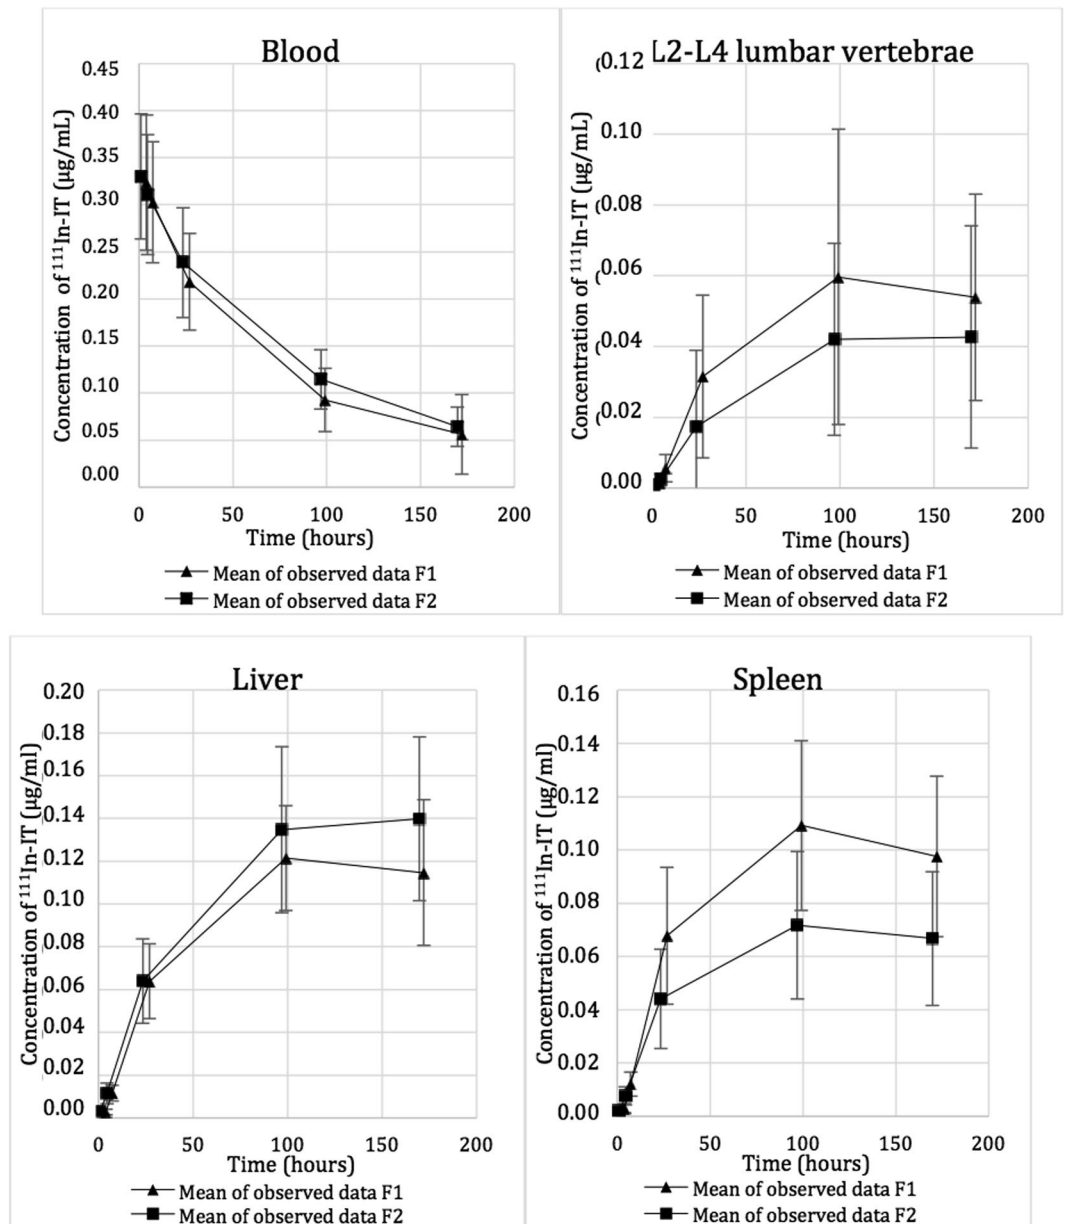 Blood
Concentration of ¹¹¹In-IT (µg/mL)
0.45
0.40
0.35
0.30
0.25
0.20
0.15
0.10
0.05
0.00
0 50 100 150 200
Time (hours)
Mean of observed data F1
Mean of observed data F2
L2-L4 lumbar vertebrae
Concentration of ¹¹¹In-IT (µg/mL)
0.12
0.10
0.08
0.06
0.04
0.02
0.00
0 50 100 150 200
Time (hours)
Mean of observed data F1
Mean of observed data F2
Liver
Concentration of ¹¹¹In-IT (µg/ml)
0.20
0.18
0.16
0.14
0.12
0.10
0.08
0.06
0.04
0.02
0.00
0 50 100 150 200
Time (hours)
Mean of observed data F1
Mean of observed data F2
Spleen
Concentration of ¹¹¹In-IT (µg/ml)
0.16
0.14
0.12
0.10
0.08
0.06
0.04
0.02
0.00
0 50 100 150 200
Time (hours)
Mean of observed data F1
Mean of observed data F2